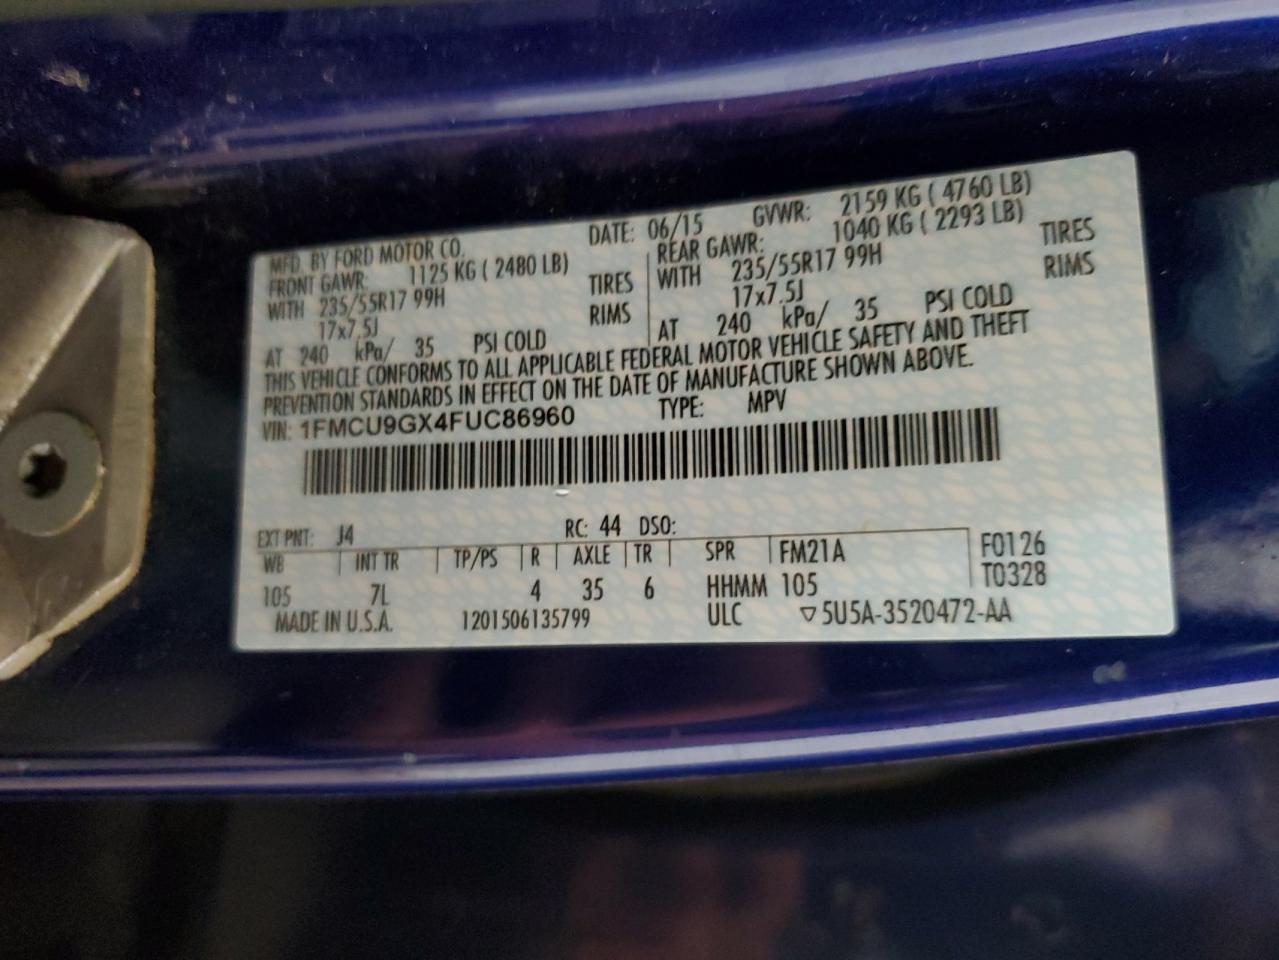 MFD. BY FORD MOTOR CO. DATE: 06/15 GVWR: 2159 KG ( 4760 LB)
FRONT GAWR: 1125 KG ( 2480 LB) REAR GAWR: 1040 KG ( 2293 LB)
WITH 235/55R17 99H TIRES WITH 235/55R17 99H TIRES
17x7.5J RIMS 17x7.5J RIMS
AT 240 kPa/ 35 PSI COLD AT 240 kPa/ 35 PSI COLD
THIS VEHICLE CONFORMS TO ALL APPLICABLE FEDERAL MOTOR VEHICLE SAFETY AND THEFT
PREVENTION STANDARDS IN EFFECT ON THE DATE OF MANUFACTURE SHOWN ABOVE.
VIN: 1FMCU9GX4FUC86960 TYPE: MPV
EXT PNT: J4 RC: 44 DSO:
WB INT TR TP/PS R AXLE TR SPR FM21A F0126
105 7L 4 35 6 HHMM 105 T0328
MADE IN U.S.A. 1201506135799 ULC ▽5U5A-3520472-AA